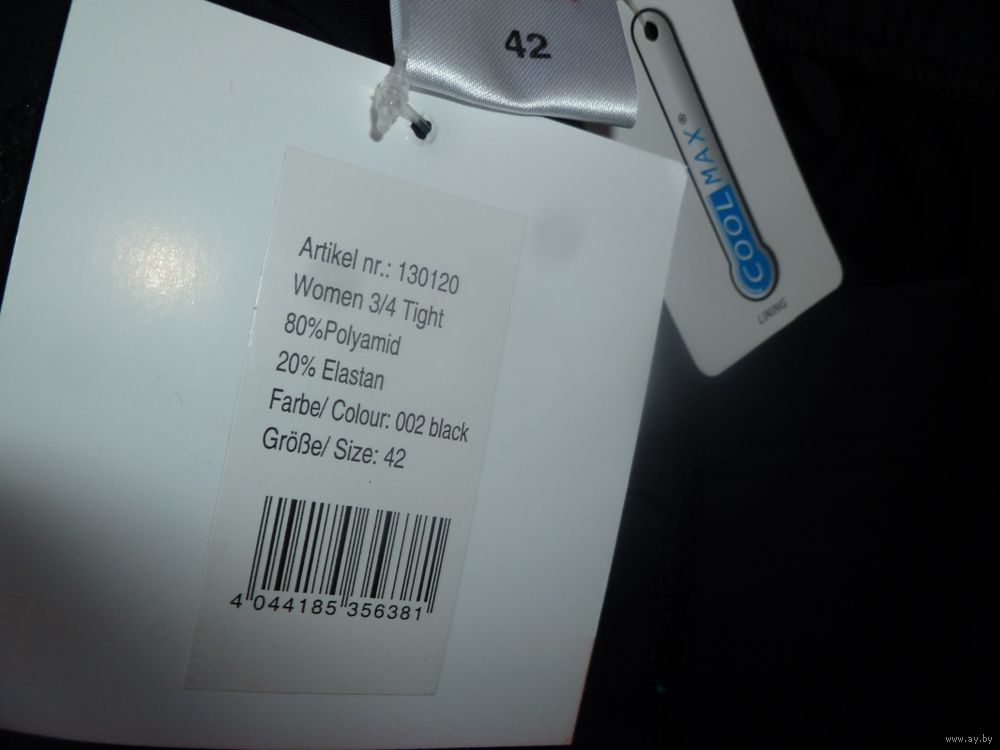 42
COOLMAX®
LINING
Artikel nr.: 130120
Women 3/4 Tight
80%Polyamid
20% Elastan
Farbe/ Colour: 002 black
Größe/ Size: 42
4 044185 356381
www.ay.by